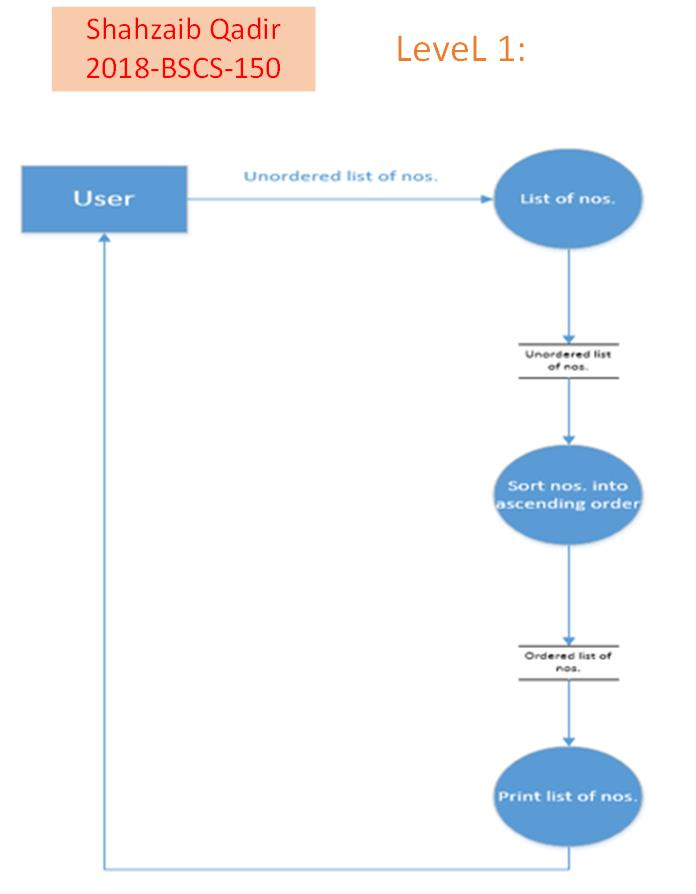 Shahzaib Qadir
2018-BSCS-150
LeveL 1:
User
Unordered list of nos.
List of nos.
Unordered list
of nos.
Sort nos. into
ascending order
Ordered list of
nos.
Print list of nos.